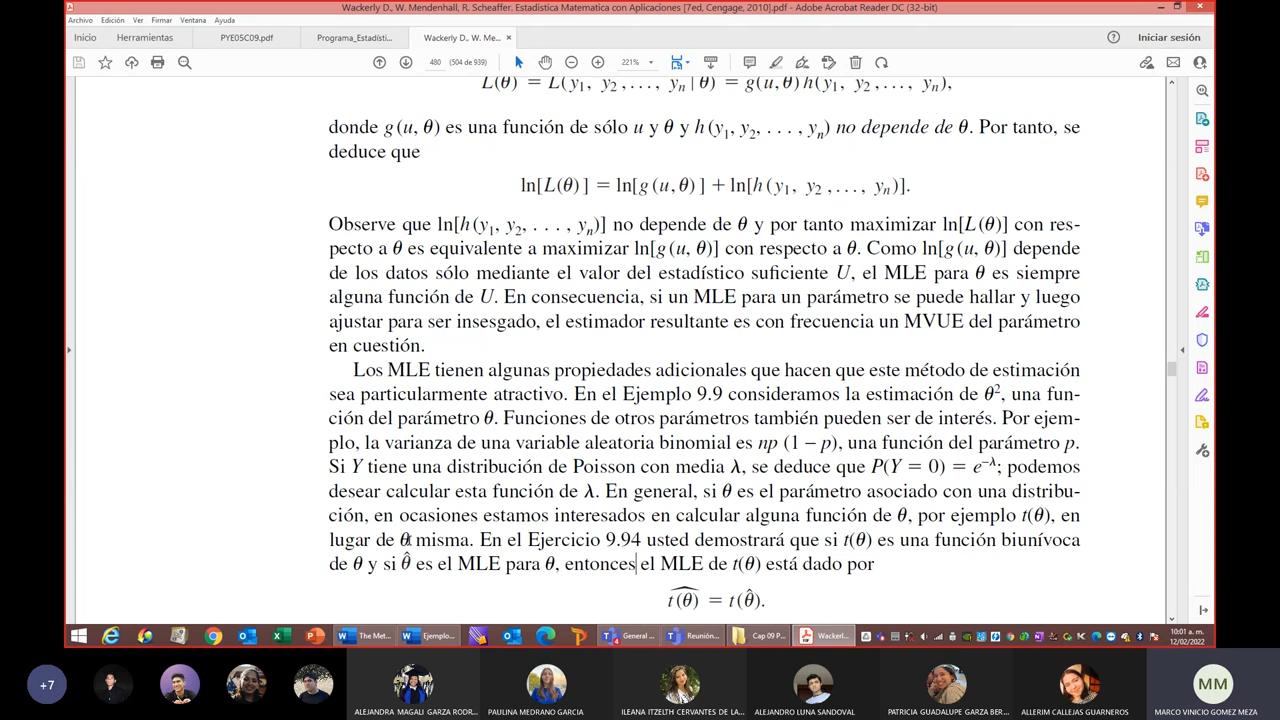 Wackerly D., W. Mendenhall, R. Scheaffer. Estadística Matematica con Aplicaciones [7ed, Cengage, 2010].pdf - Adobe Acrobat Reader DC (32-bit)
Archivo Edición Ver Firmar Ventana Ayuda
Inicio Herramientas PYE05C09.pdf Programa_Estadísti... Wackerly D., W. Me... × Iniciar sesión
480 (504 de 939) 221%
L(θ) = L(y1, y2, . . . , yn | θ) = g(u, θ) h(y1, y2, . . . , yn),
donde g(u, θ) es una función de sólo u y θ y h(y1, y2, . . . , yn) no depende de θ. Por tanto, se
deduce que
ln[L(θ)] = ln[g(u, θ)] + ln[h(y1, y2, . . . , yn)].
Observe que ln[h(y1, y2, . . . , yn)] no depende de θ y por tanto maximizar ln[L(θ)] con res-
pecto a θ es equivalente a maximizar ln[g(u, θ)] con respecto a θ. Como ln[g(u, θ)] depende
de los datos sólo mediante el valor del estadístico suficiente U, el MLE para θ es siempre
alguna función de U. En consecuencia, si un MLE para un parámetro se puede hallar y luego
ajustar para ser insesgado, el estimador resultante es con frecuencia un MVUE del parámetro
en cuestión.
Los MLE tienen algunas propiedades adicionales que hacen que este método de estimación
sea particularmente atractivo. En el Ejemplo 9.9 consideramos la estimación de θ², una fun-
ción del parámetro θ. Funciones de otros parámetros también pueden ser de interés. Por ejem-
plo, la varianza de una variable aleatoria binomial es np (1 − p), una función del parámetro p.
Si Y tiene una distribución de Poisson con media λ, se deduce que P(Y = 0) = e^−λ; podemos
desear calcular esta función de λ. En general, si θ es el parámetro asociado con una distribu-
ción, en ocasiones estamos interesados en calcular alguna función de θ, por ejemplo t(θ), en
lugar de θ misma. En el Ejercicio 9.94 usted demostrará que si t(θ) es una función biunívoca
de θ y si θ̂ es el MLE para θ, entonces el MLE de t(θ) está dado por
t(θ)̂ = t(θ̂).
The Met... Ejemplo... General ... Reunión... Cap 09 P... Wackerl... 10:01 a. m.
12/02/2022
+7 MM
ALEJANDRA MAGALI GARZA RODR... PAULINA MEDRANO GARCIA ILEANA ITZELTH CERVANTES DE LA... ALEJANDRO LUNA SANDOVAL PATRICIA GUADALUPE GARZA BER... ALLERIM CALLEJAS GUARNEROS MARCO VINICIO GOMEZ MEZA